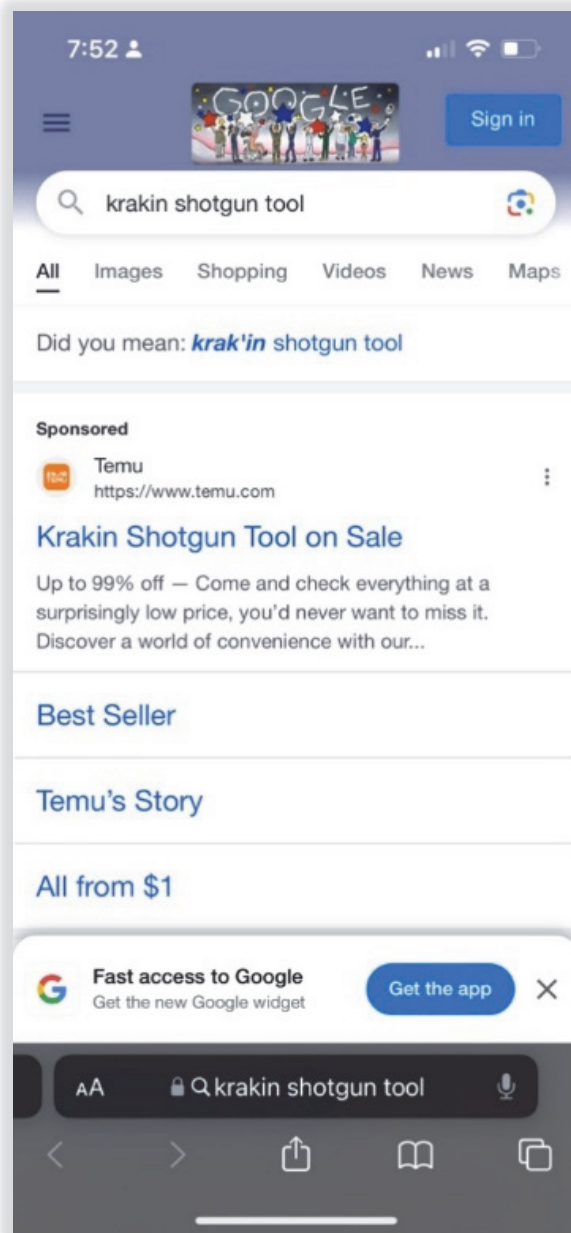 7:52
GOOGLE
Sign in
krakin shotgun tool
All Images Shopping Videos News Maps
Did you mean: krak'in shotgun tool
Sponsored
Temu
https://www.temu.com
Krakin Shotgun Tool on Sale
Up to 99% off — Come and check everything at a
surprisingly low price, you'd never want to miss it.
Discover a world of convenience with our...
Best Seller
Temu's Story
All from $1
Fast access to Google
Get the new Google widget
Get the app
AA krakin shotgun tool